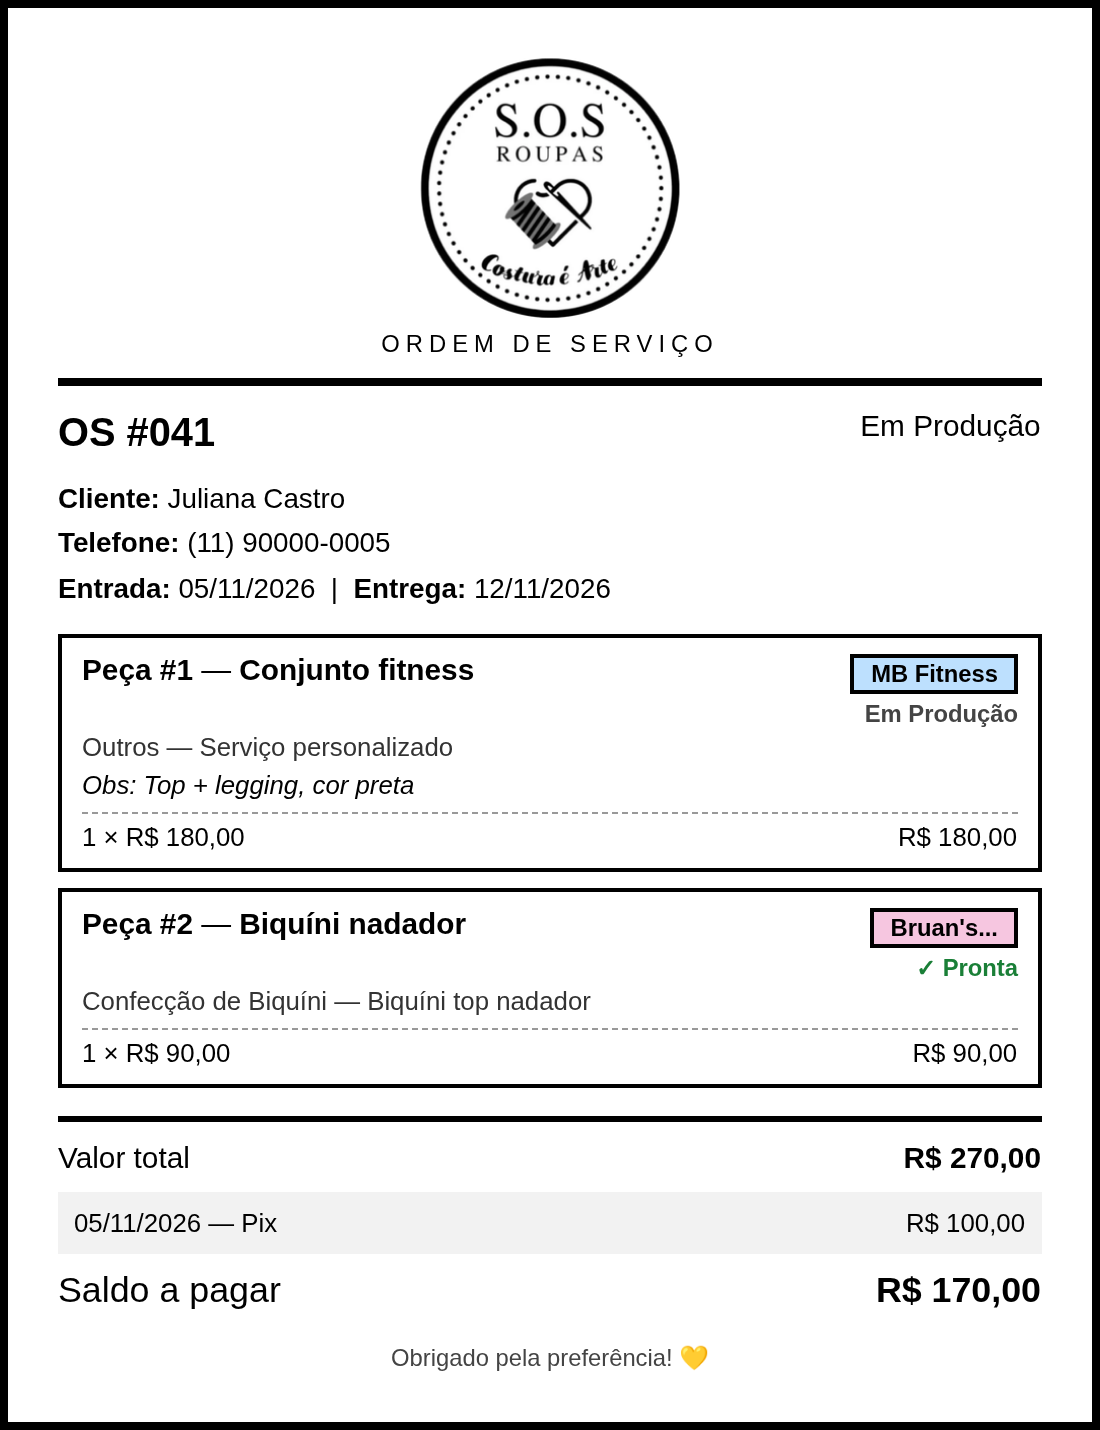 S.O.S
ROUPAS
Costura é Arte
ORDEM DE SERVIÇO
OS #041
Em Produção
Cliente: Juliana Castro
Telefone: (11) 90000-0005
Entrada: 05/11/2026 | Entrega: 12/11/2026
Peça #1 — Conjunto fitness
MB Fitness
Em Produção
Outros — Serviço personalizado
Obs: Top + legging, cor preta
1 × R$ 180,00
R$ 180,00
Peça #2 — Biquíni nadador
Bruan's...
✓ Pronta
Confecção de Biquíni — Biquíni top nadador
1 × R$ 90,00
R$ 90,00
Valor total
R$ 270,00
05/11/2026 — Pix
R$ 100,00
Saldo a pagar
R$ 170,00
Obrigado pela preferência! 💛